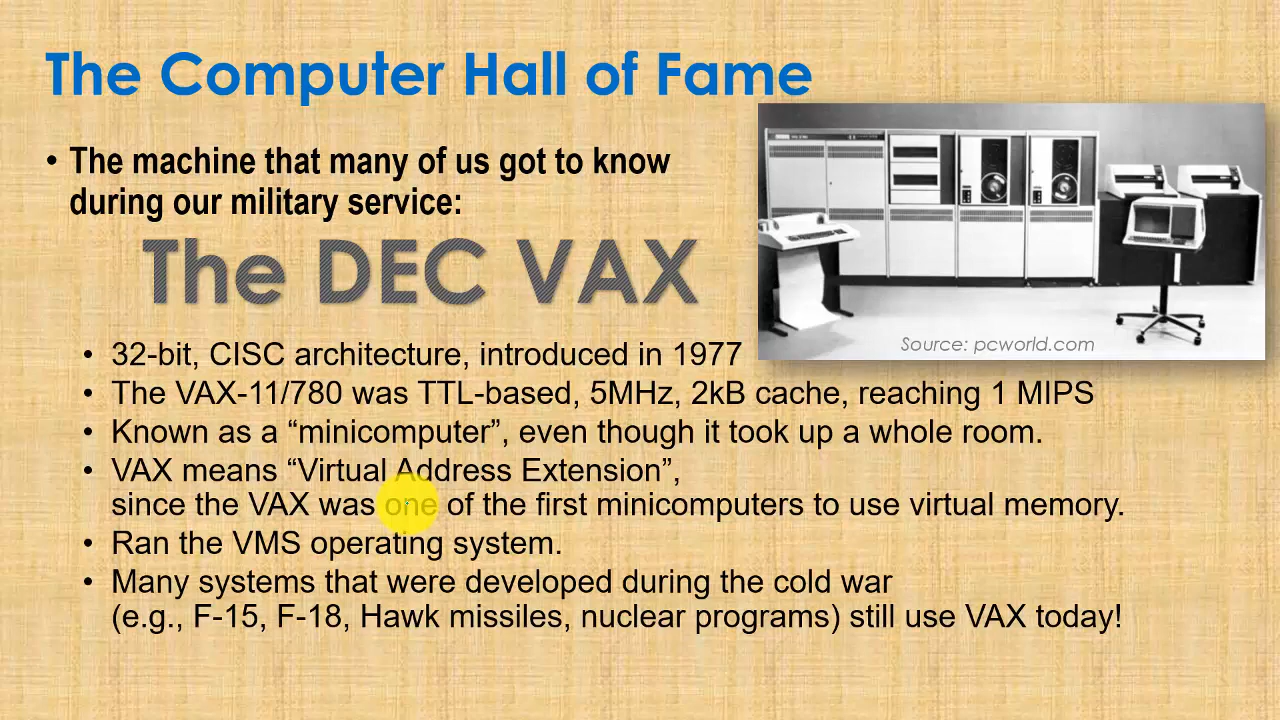 The Computer Hall of Fame
• The machine that many of us got to know
during our military service:
The DEC VAX
• 32-bit, CISC architecture, introduced in 1977
• The VAX-11/780 was TTL-based, 5MHz, 2kB cache, reaching 1 MIPS
• Known as a “minicomputer”, even though it took up a whole room.
• VAX means “Virtual Address Extension”,
since the VAX was one of the first minicomputers to use virtual memory.
• Ran the VMS operating system.
• Many systems that were developed during the cold war
(e.g., F-15, F-18, Hawk missiles, nuclear programs) still use VAX today!
Source: pcworld.com